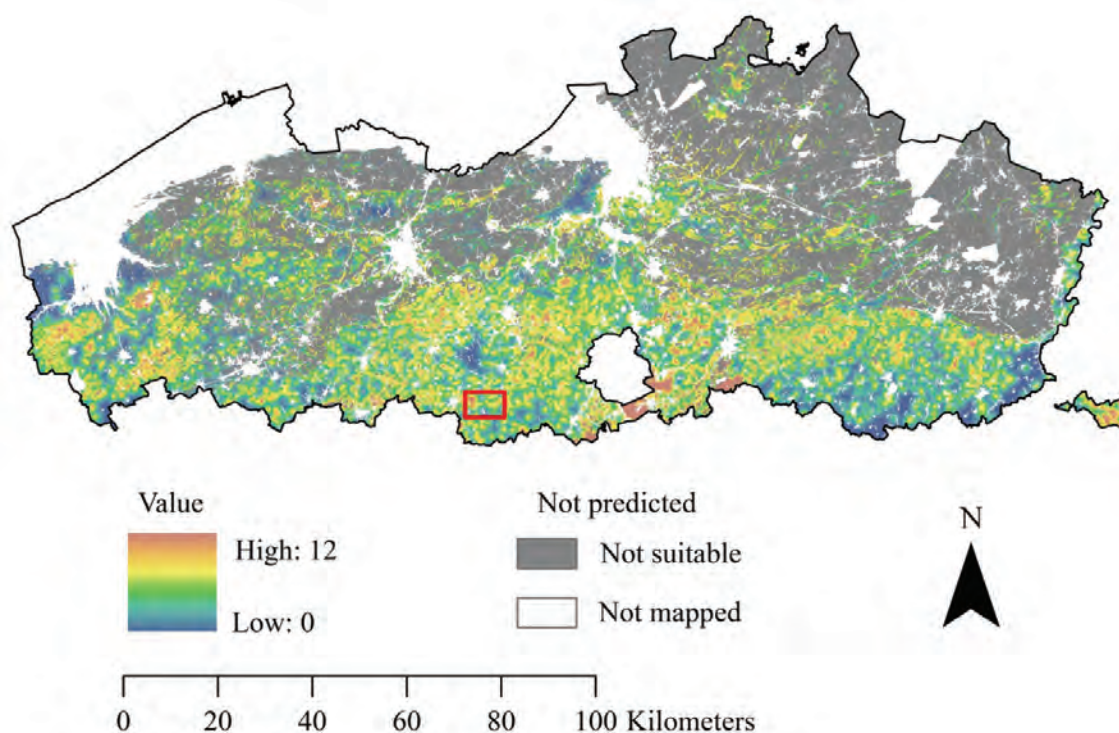 Value
High: 12
Low: 0
Not predicted
Not suitable
Not mapped
N
0 20 40 60 80 100 Kilometers